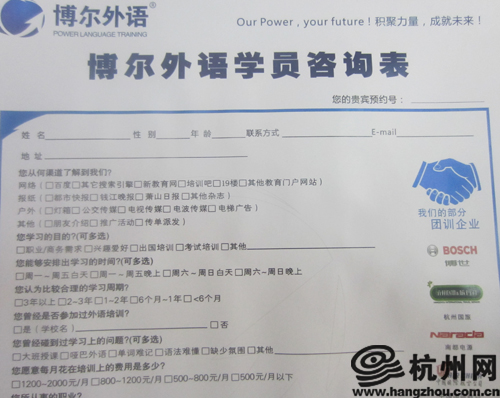 博尔外语®
POWER LANGUAGE TRAINING
Our Power, your future! 积聚力量，成就未来！
博尔外语学员咨询表
您的贵宾预约号：
姓名 性别 年龄 联系方式 E-mail
地址
您从何渠道了解到我们？
网络（□百度□其它搜索引擎□新教育网□培训吧□19楼□其他教育门户网站）
报纸（□都市快报□钱江晚报□萧山日报□其他杂志）
户外（□灯箱□公交传媒□电视传媒□电波传媒□电梯广告）
其他（□朋友介绍□推广活动□传单派发）
您学习的目的？(可多选)
□职业/商务需求□兴趣爱好□出国培训□考试培训□其他
您能够安排出学习的时间？(可多选)
□周一～周五白天□周一～周五晚上□周六～周日白天□周六～周日晚上
您认为比较合理的学习周期？
□3年以上□2-3年□1-2年□6个月-1年□<6个月
您曾经是否参加过外语培训？
□是（学校名） □否
您曾经碰到过学习上的问题？(可多选)
□大班授课□哑巴外语□单词难记□语法难懂□缺少氛围□其他
您愿意每月花在培训上的费用是多少？
□1200-2000元/月□800-1200元/月□500-800元/月□500元/月以下
您所从事的职业？
我们的部分
团训企业
BOSCH
博世
杭州国旅
Narada
南都电源
杭州网
www.hangzhou.com.cn